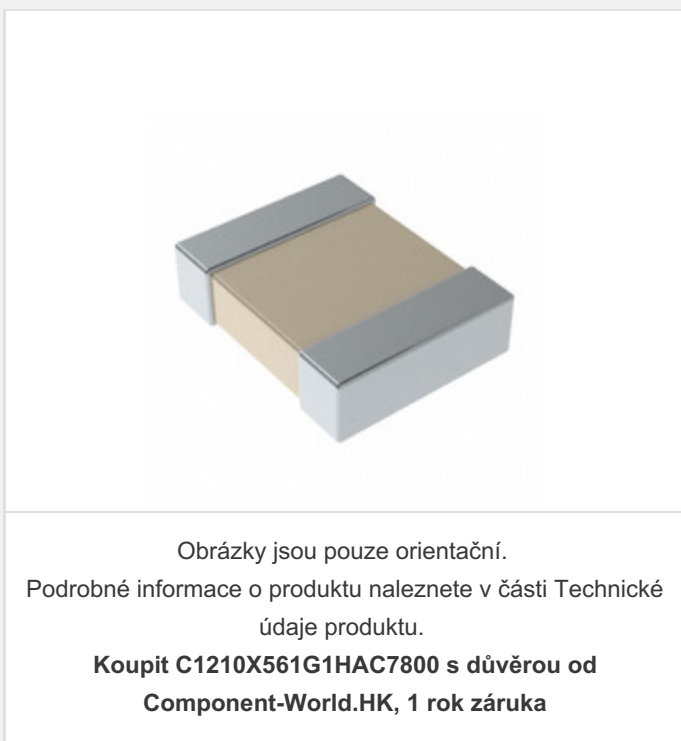 Obrázky jsou pouze orientační.
Podrobné informace o produktu naleznete v části Technické
údaje produktu.
Koupit C1210X561G1HAC7800 s důvěrou od
Component-World.HK, 1 rok záruka